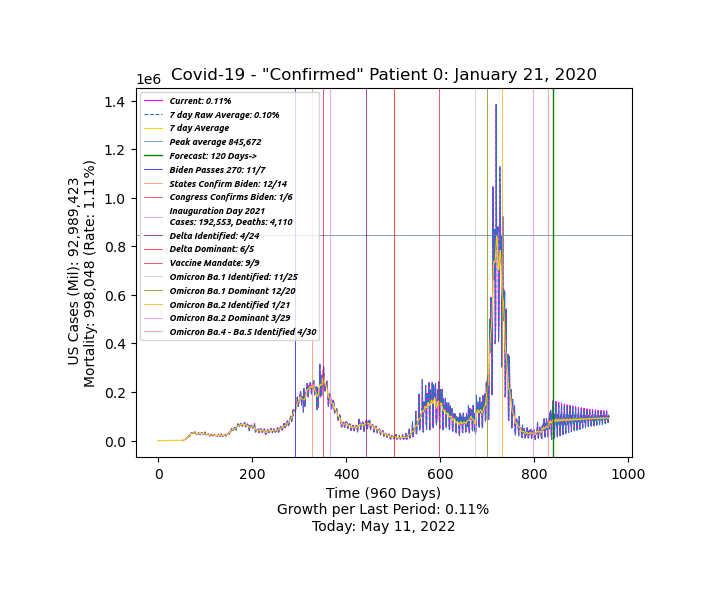 Covid-19 - "Confirmed" Patient 0: January 21, 2020
1e6
Current: 0.11%
7 day Raw Average: 0.10%
7 day Average
Peak average 845,672
Forecast: 120 Days->
Biden Passes 270: 11/7
States Confirm Biden: 12/14
Congress Confirms Biden: 1/6
Inauguration Day 2021
Cases: 192,553, Deaths: 4,110
Delta Identified: 4/24
Delta Dominant: 6/5
Vaccine Mandate: 9/9
Omicron Ba.1 Identified: 11/25
Omicron Ba.1 Dominant 12/20
Omicron Ba.2 Identified 1/21
Omicron Ba.2 Dominant 3/29
Omicron Ba.4 - Ba.5 Identified 4/30
1.4
1.2
1.0
0.8
0.6
0.4
0.2
0.0
US Cases (Mil): 92,989,423
Mortality: 998,048 (Rate: 1.11%)
0 200 400 600 800 1000
Time (960 Days)
Growth per Last Period: 0.11%
Today: May 11, 2022